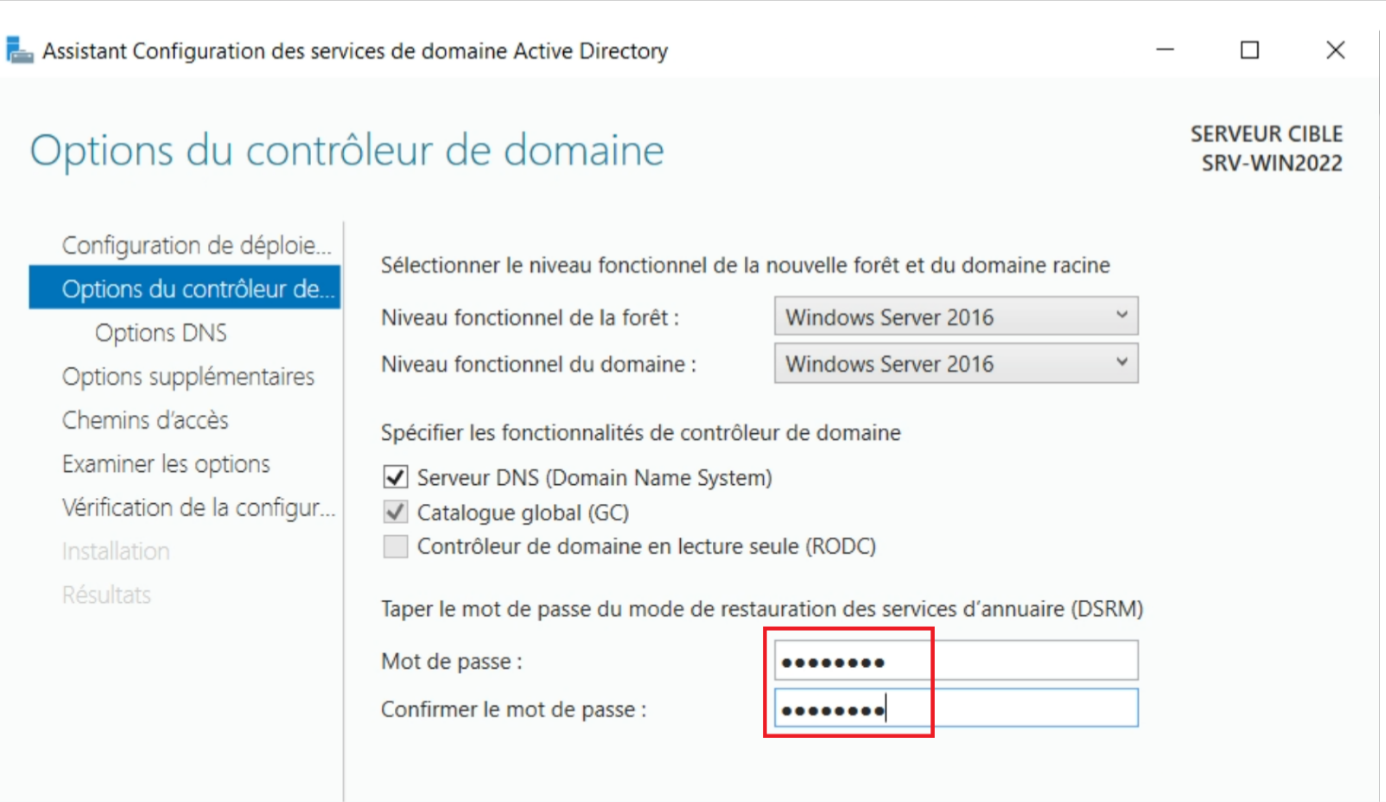 Assistant Configuration des services de domaine Active Directory
Options du contrôleur de domaine
SERVEUR CIBLE
SRV-WIN2022
Configuration de déploie...
Options du contrôleur de...
Options DNS
Options supplémentaires
Chemins d’accès
Examiner les options
Vérification de la configur...
Installation
Résultats
Sélectionner le niveau fonctionnel de la nouvelle forêt et du domaine racine
Niveau fonctionnel de la forêt : Windows Server 2016
Niveau fonctionnel du domaine : Windows Server 2016
Spécifier les fonctionnalités de contrôleur de domaine
Serveur DNS (Domain Name System)
Catalogue global (GC)
Contrôleur de domaine en lecture seule (RODC)
Taper le mot de passe du mode de restauration des services d’annuaire (DSRM)
Mot de passe : ●●●●●●●●
Confirmer le mot de passe : ●●●●●●●●